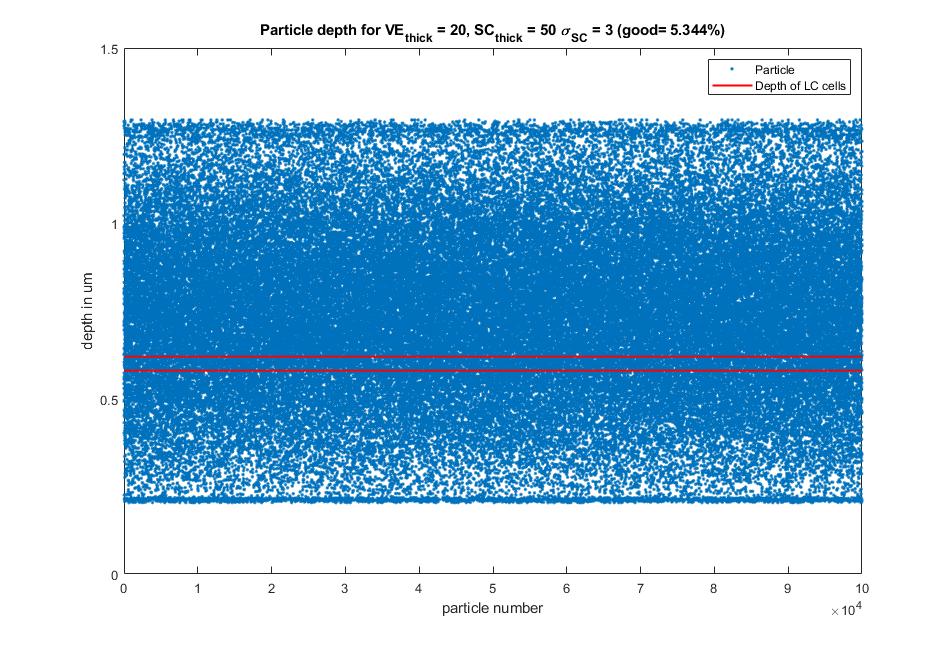 Particle depth for VE_thick = 20, SC_thick = 50 σ_SC = 3 (good= 5.344%)
Particle
Depth of LC cells
1.5
1
0.5
0
depth in um
0 1 2 3 4 5 6 7 8 9 10
particle number
×10^4